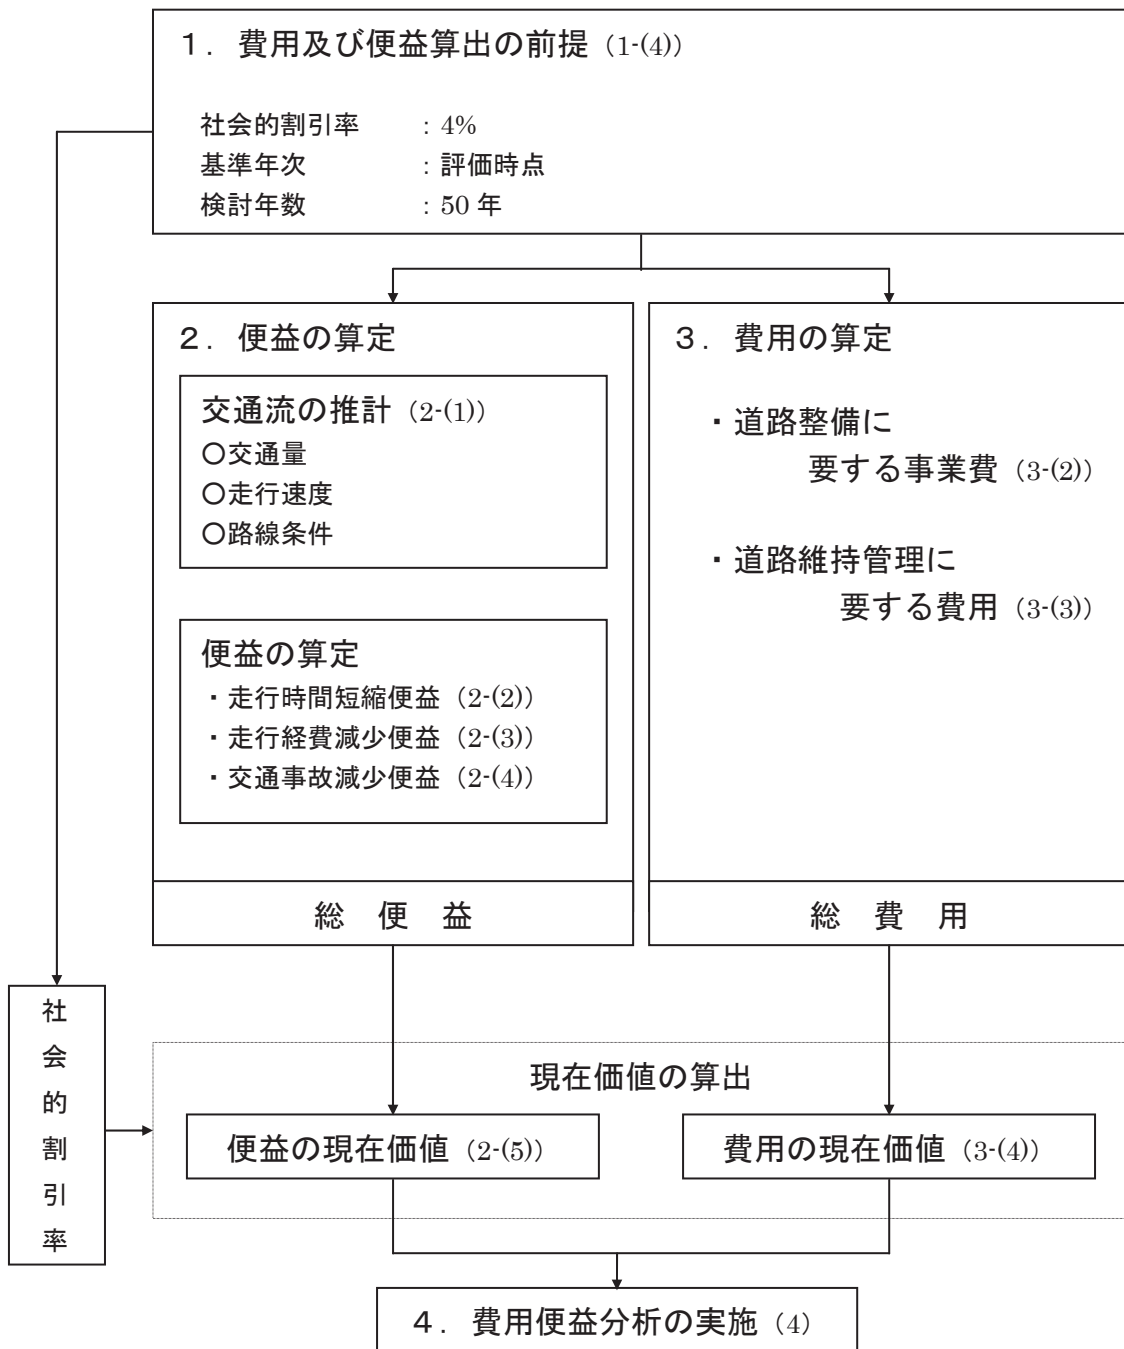 １．費用及び便益算出の前提（1-(4)）
社会的割引率　：4%
基準年次　：評価時点
検討年数　：50 年
２．便益の算定
交通流の推計（2-(1)）
○交通量
○走行速度
○路線条件
便益の算定
・走行時間短縮便益（2-(2)）
・走行経費減少便益（2-(3)）
・交通事故減少便益（2-(4)）
総　便　益
３．費用の算定
・道路整備に
要する事業費（3-(2)）
・道路維持管理に
要する費用（3-(3)）
総　費　用
社会的割引率
現在価値の算出
便益の現在価値（2-(5)）
費用の現在価値（3-(4)）
４．費用便益分析の実施（4）